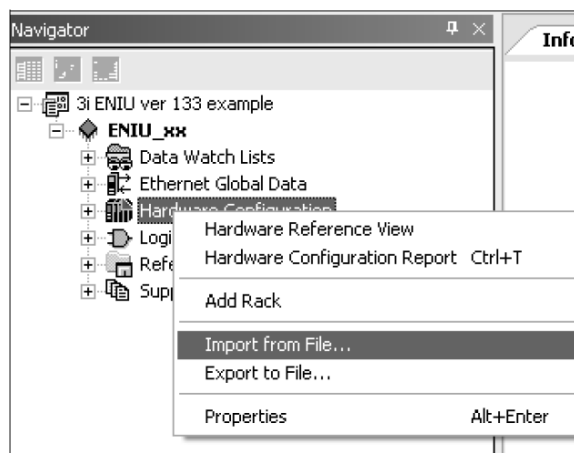 Navigator
Info
3i ENIU ver 133 example
ENIU_xx
Data Watch Lists
Ethernet Global Data
Hardware Configuration
Hardware Reference View
Hardware Configuration Report Ctrl+T
Add Rack
Import from File...
Export to File...
Properties Alt+Enter